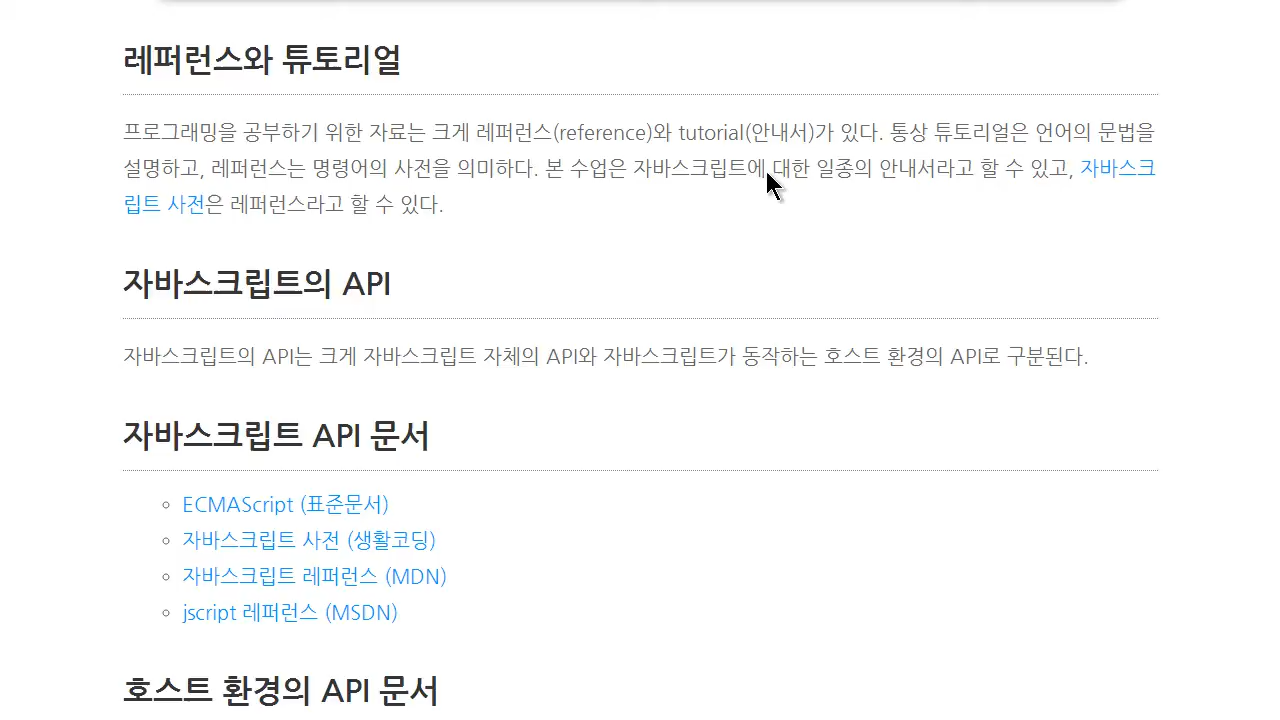 레퍼런스와 튜토리얼
프로그래밍을 공부하기 위한 자료는 크게 레퍼런스(reference)와 tutorial(안내서)가 있다. 통상 튜토리얼은 언어의 문법을
설명하고, 레퍼런스는 명령어의 사전을 의미하다. 본 수업은 자바스크립트에 대한 일종의 안내서라고 할 수 있고, 자바스크
립트 사전은 레퍼런스라고 할 수 있다.
자바스크립트의 API
자바스크립트의 API는 크게 자바스크립트 자체의 API와 자바스크립트가 동작하는 호스트 환경의 API로 구분된다.
자바스크립트 API 문서
ECMAScript (표준문서)
자바스크립트 사전 (생활코딩)
자바스크립트 레퍼런스 (MDN)
jscript 레퍼런스 (MSDN)
호스트 환경의 API 문서